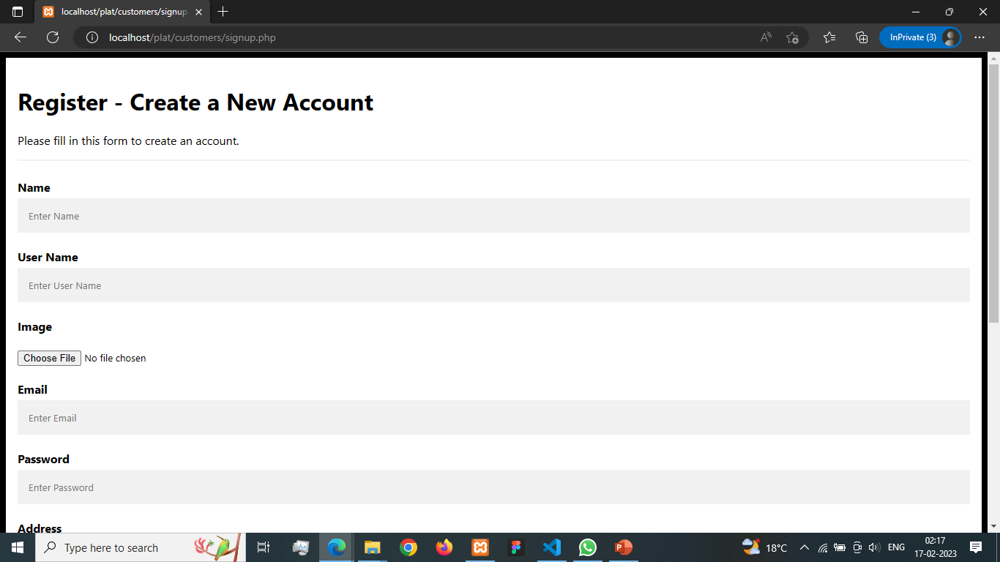 localhost/plat/customers/signup.
localhost/plat/customers/signup.php
InPrivate (3)
Register - Create a New Account
Please fill in this form to create an account.
Name
Enter Name
User Name
Enter User Name
Image
Choose File No file chosen
Email
Enter Email
Password
Enter Password
Address
Type here to search
18°C
ENG
02:17
17-02-2023